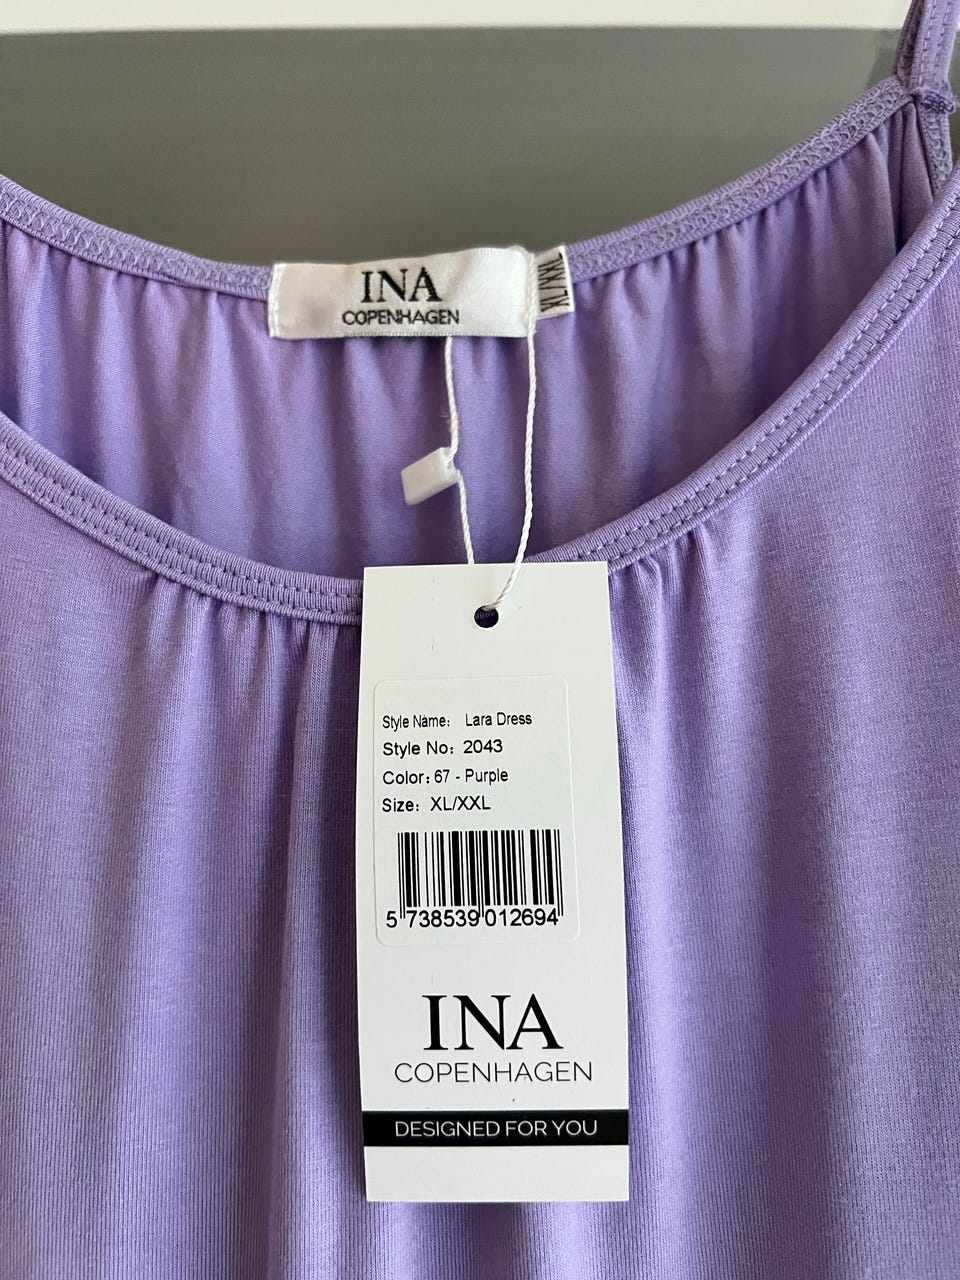 INA
COPENHAGEN
XL/XXL
Style Name: Lara Dress
Style No: 2043
Color: 67 - Purple
Size: XL/XXL
5 738539 012694
INA
COPENHAGEN
DESIGNED FOR YOU